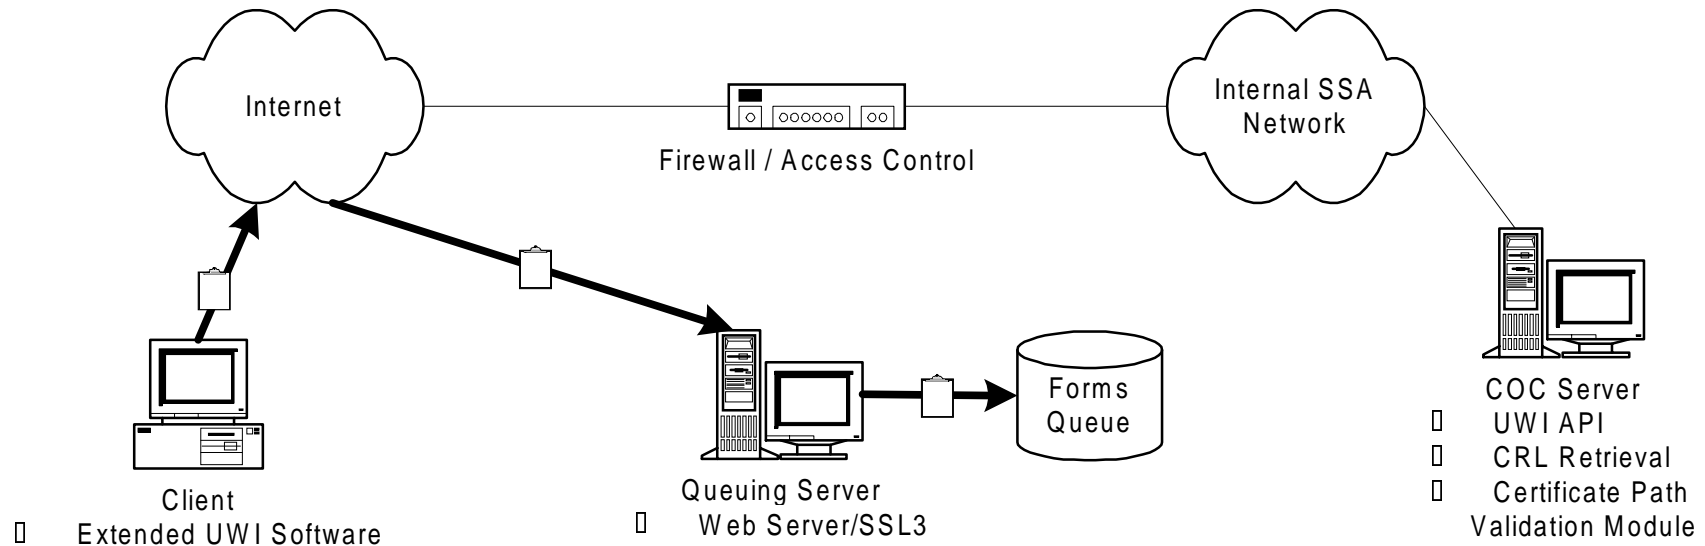 Internet
Internal SSA
Network
Firewall / Access Control
Forms
Queue
COC Server
UWI API
CRL Retrieval
Certificate Path
Validation Module
Client
Extended UWI Software
Queuing Server
Web Server/SSL3